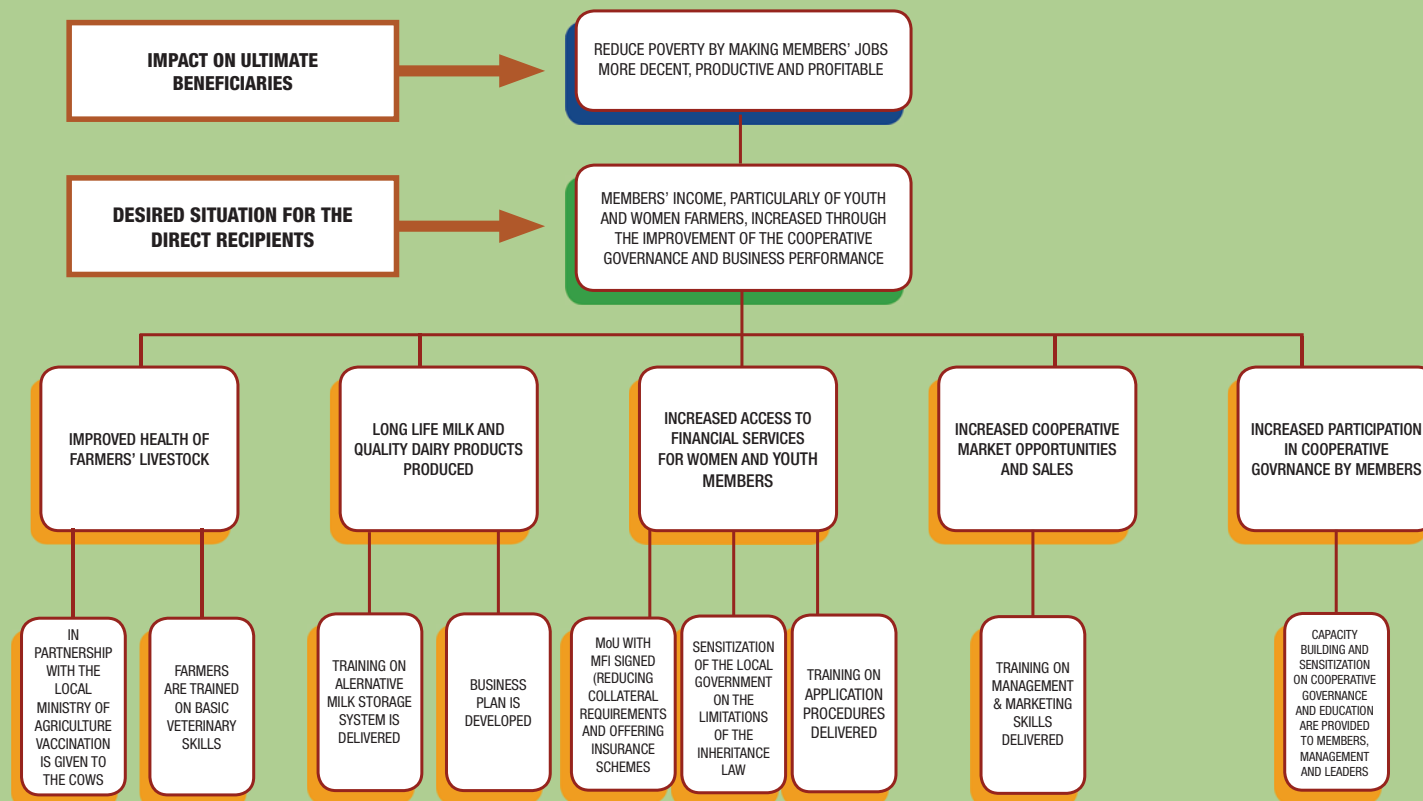 IMPACT ON ULTIMATE
BENEFICIARIES
REDUCE POVERTY BY MAKING MEMBERS’ JOBS
MORE DECENT, PRODUCTIVE AND PROFITABLE
DESIRED SITUATION FOR THE
DIRECT RECIPIENTS
MEMBERS’ INCOME, PARTICULARLY OF YOUTH
AND WOMEN FARMERS, INCREASED THROUGH
THE IMPROVEMENT OF THE COOPERATIVE
GOVERNANCE AND BUSINESS PERFORMANCE
IMPROVED HEALTH OF
FARMERS’ LIVESTOCK
LONG LIFE MILK AND
QUALITY DAIRY PRODUCTS
PRODUCED
INCREASED ACCESS TO
FINANCIAL SERVICES
FOR WOMEN AND YOUTH
MEMBERS
INCREASED COOPERATIVE
MARKET OPPORTUNITIES
AND SALES
INCREASED PARTICIPATION
IN COOPERATIVE
GOVRNANCE BY MEMBERS
IN
PARTNERSHIP
WITH THE
LOCAL
MINISTRY OF
AGRICULTURE
VACCINATION
IS GIVEN TO
THE COWS
FARMERS
ARE TRAINED
ON BASIC
VETERINARY
SKILLS
TRAINING ON
ALERNATIVE
MILK STORAGE
SYSTEM IS
DELIVERED
BUSINESS
PLAN IS
DEVELOPED
MoU WITH
MFI SIGNED
(REDUCING
COLLATERAL
REQUIREMENTS
AND OFFERING
INSURANCE
SCHEMES
SENSITIZATION
OF THE LOCAL
GOVERNMENT
ON THE
LIMITATIONS
OF THE
INHERITANCE
LAW
TRAINING ON
APPLICATION
PROCEDURES
DELIVERED
TRAINING ON
MANAGEMENT
& MARKETING
SKILLS
DELIVERED
CAPACITY
BUILDING AND
SENSITIZATION
ON COOPERATIVE
GOVERNANCE
AND EDUCATION
ARE PROVIDED
TO MEMBERS,
MANAGEMENT
AND LEADERS